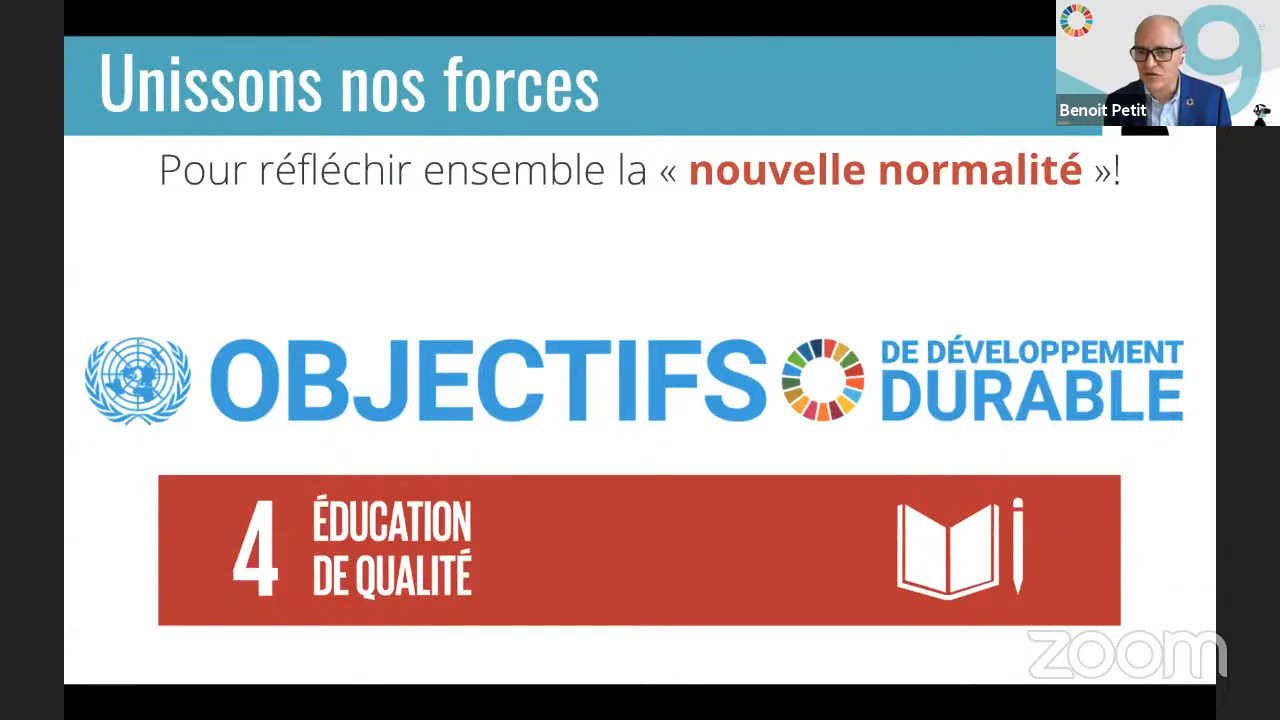 Unissons nos forces
Pour réfléchir ensemble la « nouvelle normalité »!
9e
Benoit Petit
OBJECTIFS
DE DÉVELOPPEMENT
DURABLE
4
ÉDUCATION
DE QUALITÉ
zoom